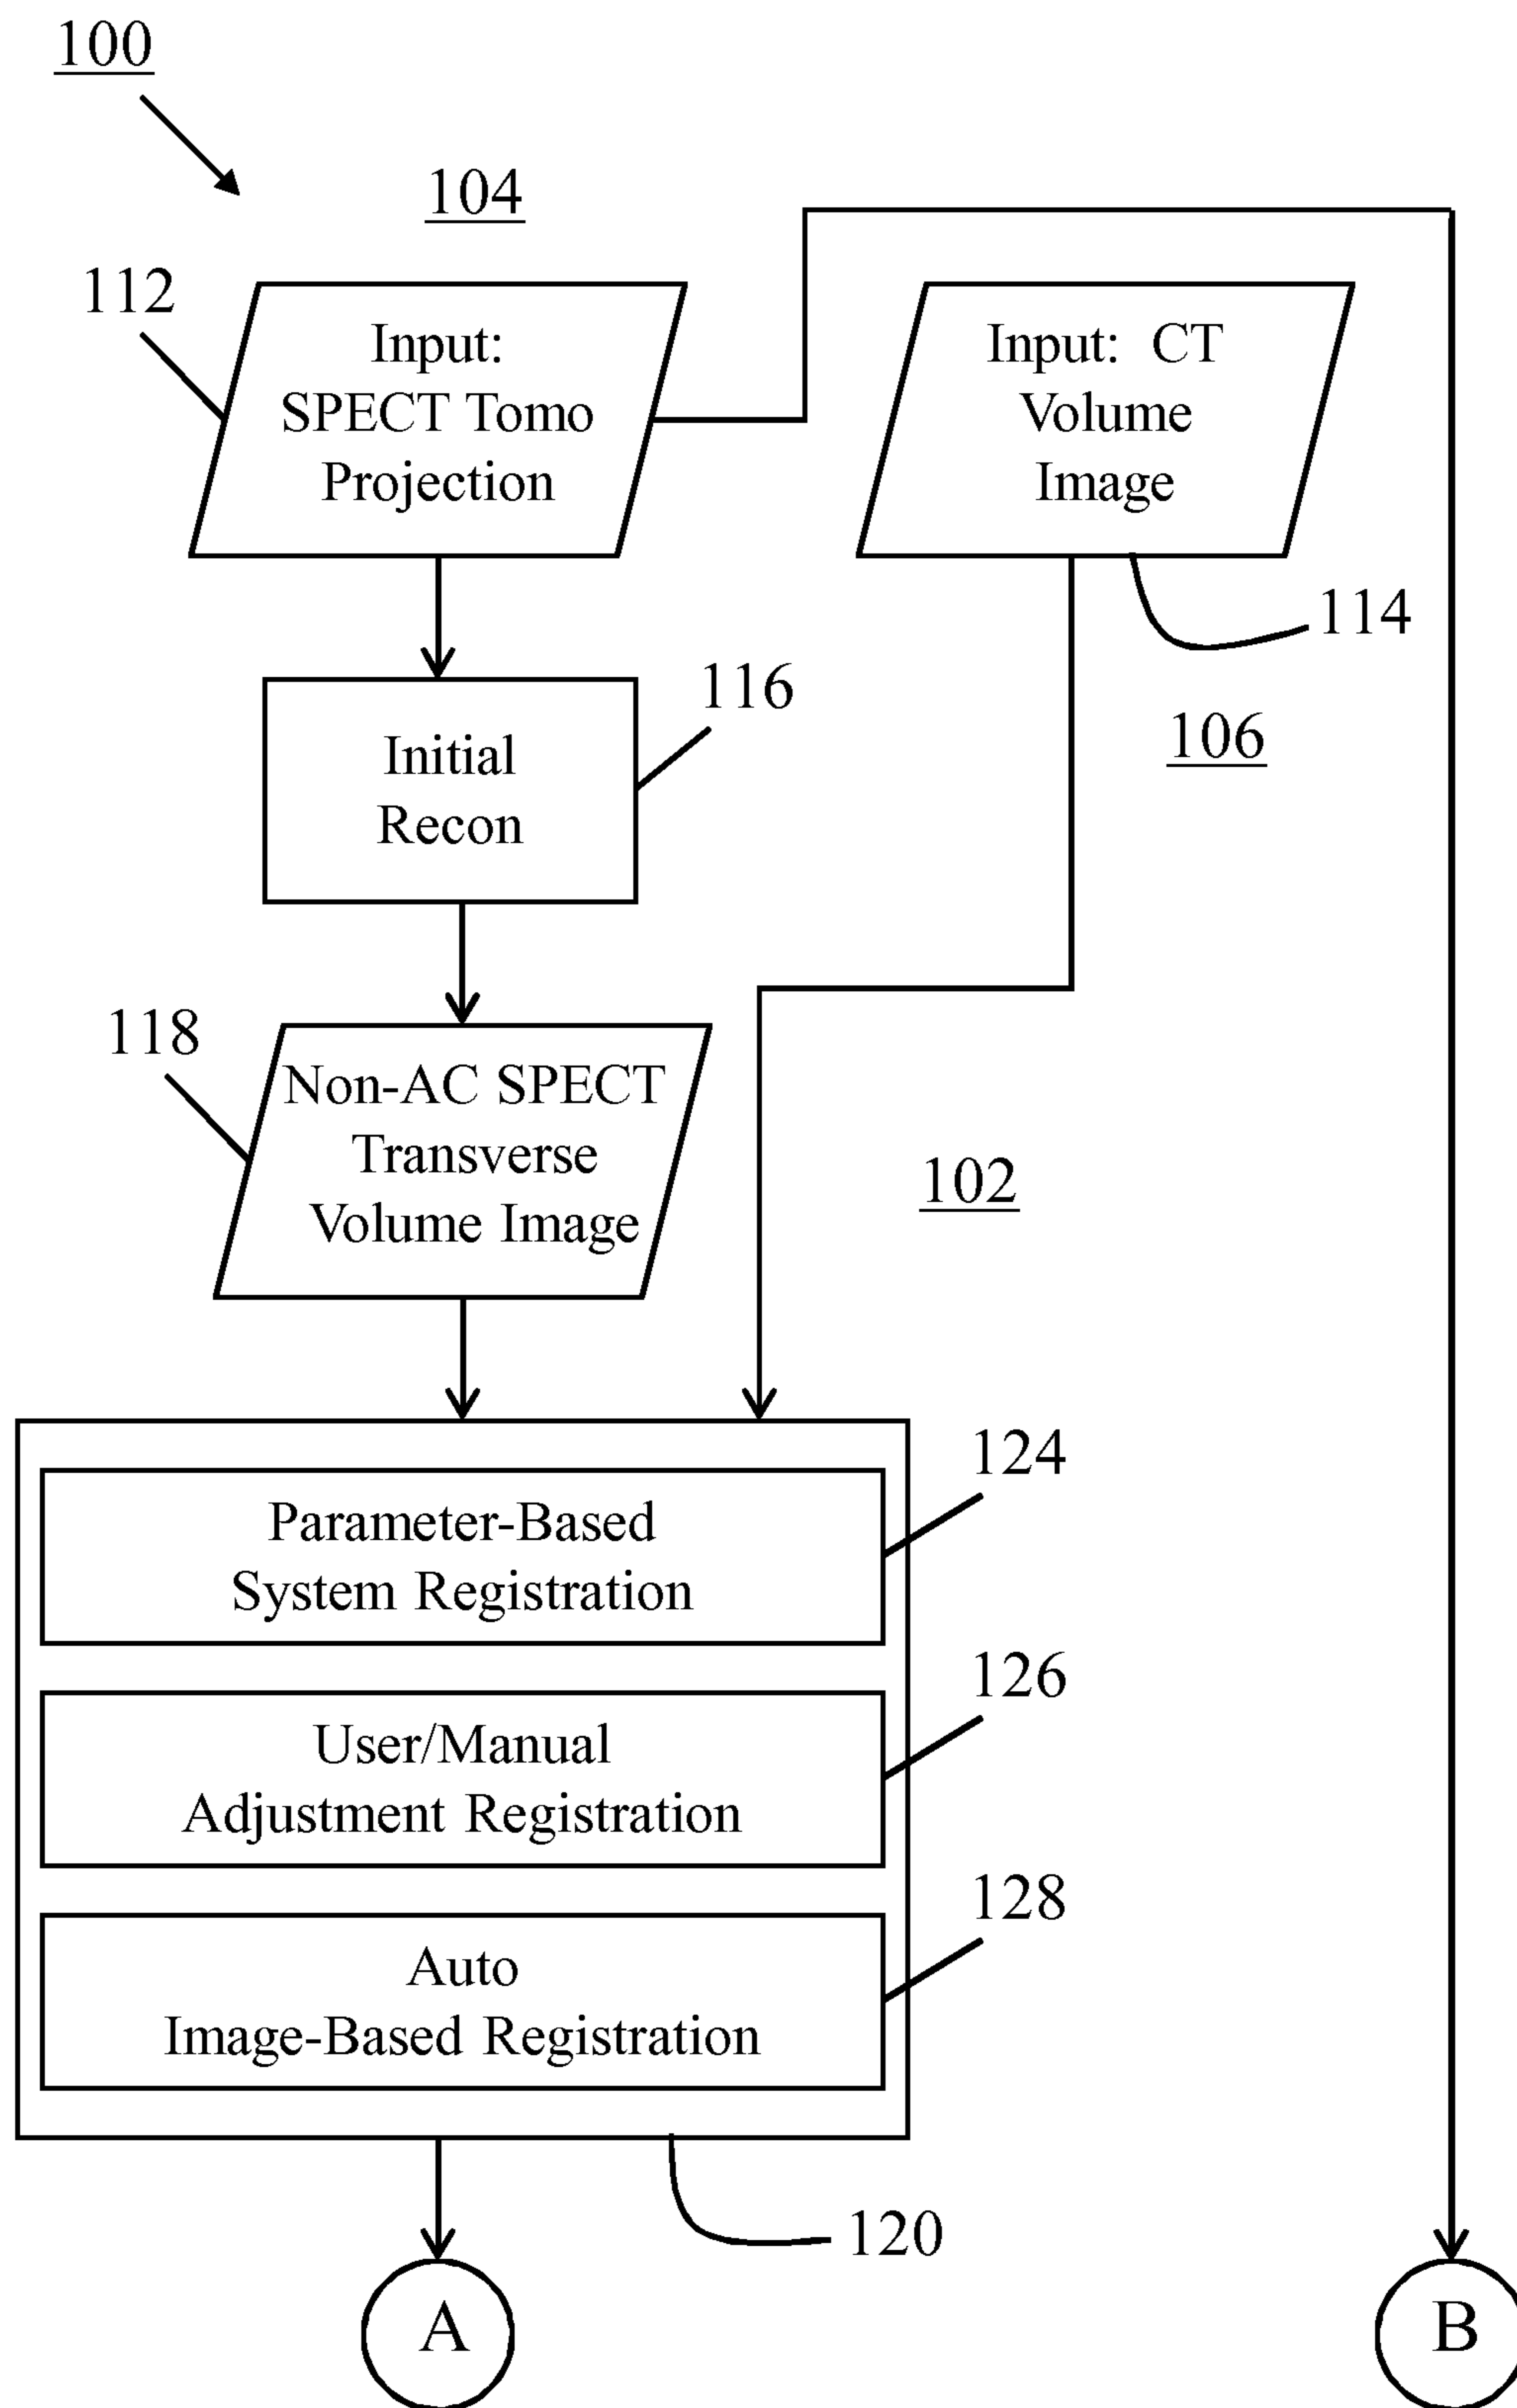 100
104
112
Input:
SPECT Tomo
Projection
Input: CT
Volume
Image
114
116
106
Initial
Recon
118
Non-AC SPECT
Transverse
Volume Image
102
124
Parameter-Based
System Registration
126
User/Manual
Adjustment Registration
128
Auto
Image-Based Registration
120
A
B